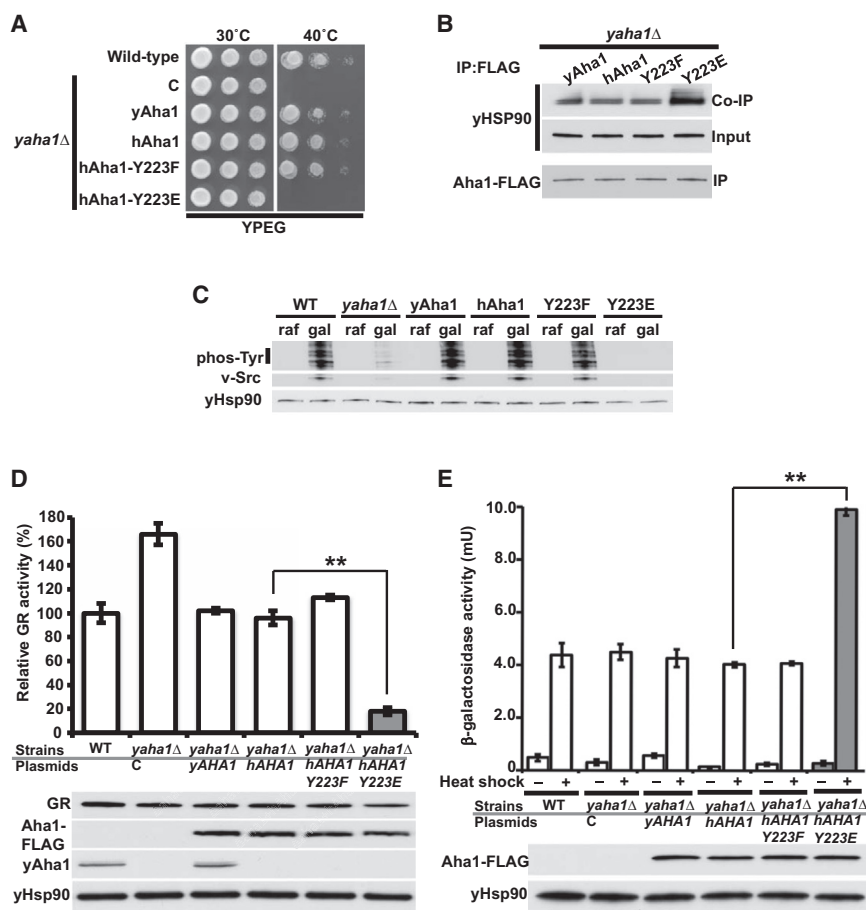 A
30˚C 40˚C
Wild-type
C
yAha1
hAha1
hAha1-Y223F
hAha1-Y223E
yaha1Δ
YPEG
B
yaha1Δ
IP:FLAG
yAha1 hAha1 Y223F Y223E
yHSP90
Co-IP
Input
Aha1-FLAG
IP
C
WT yaha1Δ yAha1 hAha1 Y223F Y223E
raf gal raf gal raf gal raf gal raf gal raf gal
phos-Tyr
v-Src
yHsp90
D
Relative GR activity (%)
180
160
140
120
100
80
60
40
20
0
**
Strains WT yaha1Δ yaha1Δ yaha1Δ yaha1Δ yaha1Δ
Plasmids C yAHA1 hAHA1 hAHA1 hAHA1
Y223F Y223E
GR
Aha1-
FLAG
yAha1
yHsp90
E
β-galactosidase activity (mU)
10.0
8.0
6.0
4.0
2.0
0
**
Heat shock – + – + – + – + – + – +
Strains WT yaha1Δ yaha1Δ yaha1Δ yaha1Δ yaha1Δ
Plasmids C yAHA1 hAHA1 hAHA1 hAHA1
Y223F Y223E
Aha1-FLAG
yHsp90